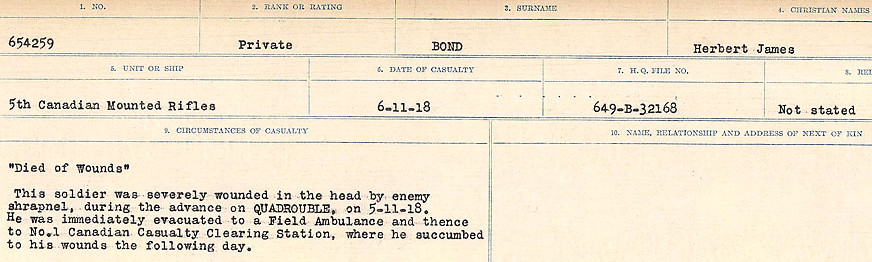 1. NO. 2. RANK OR RATING 3. SURNAME 4. CHRISTIAN NAMES
654259 Private BOND Herbert James
5. UNIT OR SHIP 6. DATE OF CASUALTY 7. H.Q. FILE NO. 8. REL
5th Canadian Mounted Rifles 6-11-18 649-B-32168 Not stated
9. CIRCUMSTANCES OF CASUALTY 10. NAME, RELATIONSHIP AND ADDRESS OF NEXT OF KIN
"Died of Wounds"
This soldier was severely wounded in the head by enemy
shrapnel, during the advance on QUADROUBLE, on 5-11-18.
He was immediately evacuated to a Field Ambulance and thence
to No.1 Canadian Casualty Clearing Station, where he succumbed
to his wounds the following day.